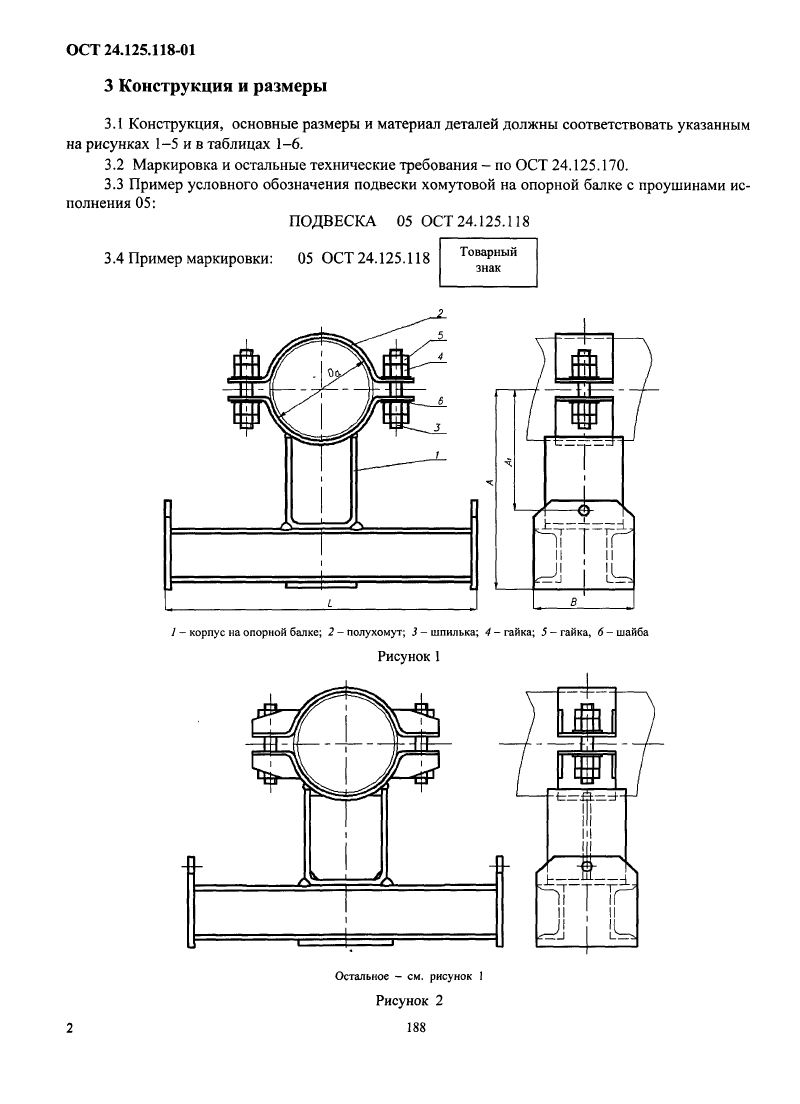 ОСТ 24.125.118-01
3 Конструкция и размеры
3.1 Конструкция, основные размеры и материал деталей должны соответствовать указанным
на рисунках 1–5 и в таблицах 1–6.
3.2 Маркировка и остальные технические требования – по ОСТ 24.125.170.
3.3 Пример условного обозначения подвески хомутовой на опорной балке с проушинами ис-
полнения 05:
ПОДВЕСКА 05 ОСТ 24.125.118
3.4 Пример маркировки: 05 ОСТ 24.125.118
Товарный
знак
2
5
4
Da
6
3
1
A
A1
L
B
1 – корпус на опорной балке; 2 – полухомут; 3 – шпилька; 4 – гайка; 5 – гайка, 6 – шайба
Рисунок 1
Остальное – см. рисунок 1
Рисунок 2
2
188